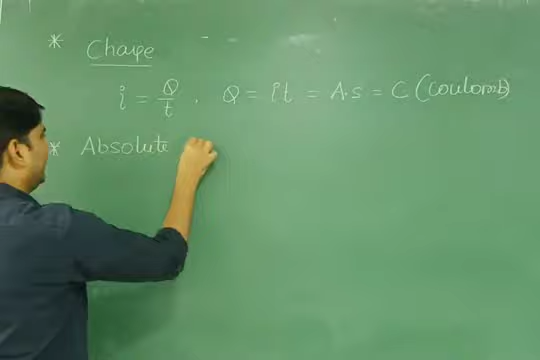 * Charge
i = Q/t , Q = it = A.s = C (Coulomb)
* Absolute